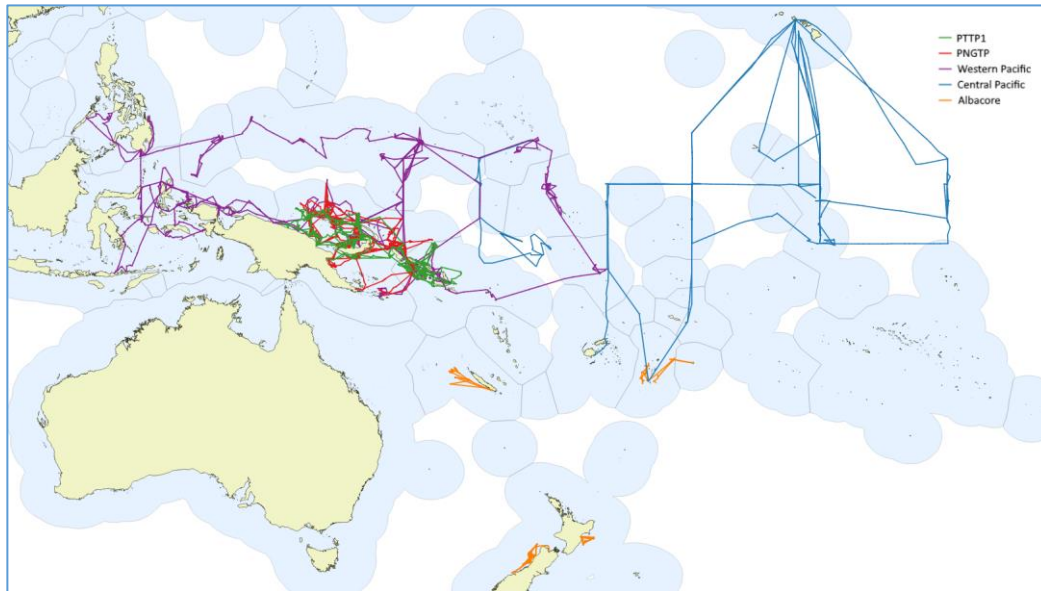 PTTP1
PNGTP
Western Pacific
Central Pacific
Albacore